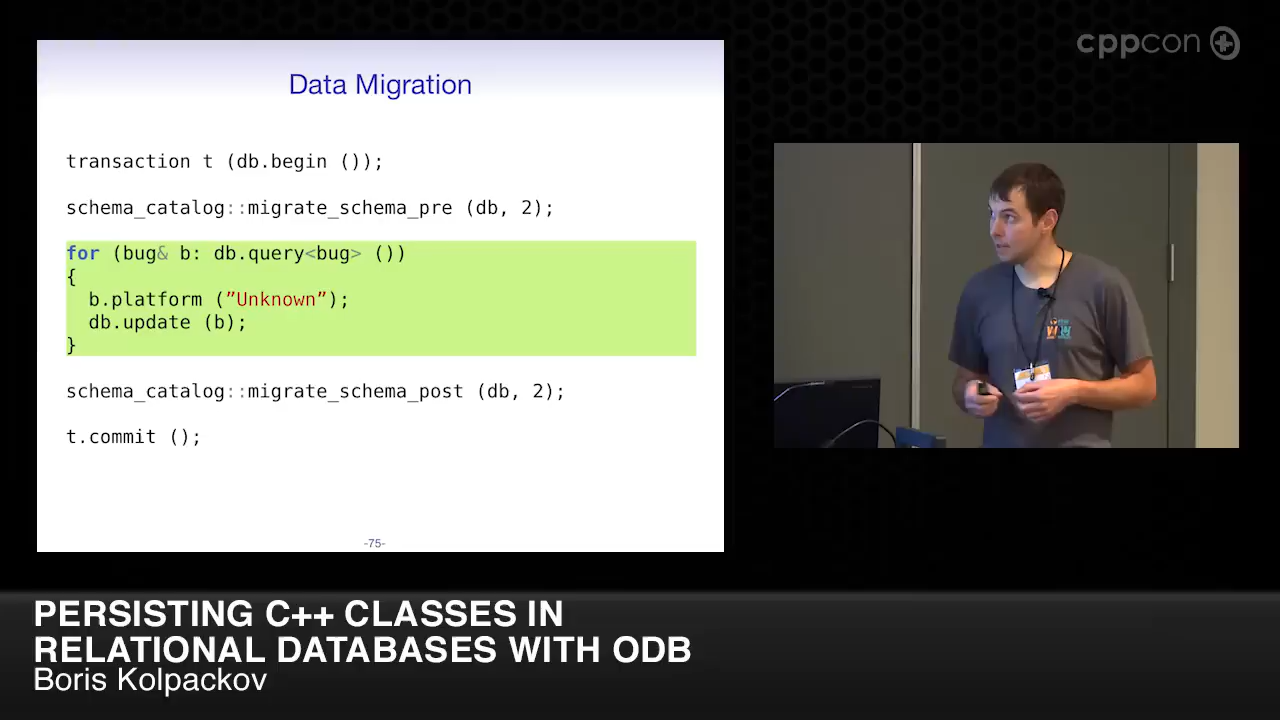 cppcon
Data Migration
transaction t (db.begin ());
schema_catalog::migrate_schema_pre (db, 2);
for (bug& b: db.query<bug> ())
{
b.platform (”Unknown”);
db.update (b);
}
schema_catalog::migrate_schema_post (db, 2);
t.commit ();
-75-
PERSISTING C++ CLASSES IN
RELATIONAL DATABASES WITH ODB
Boris Kolpackov